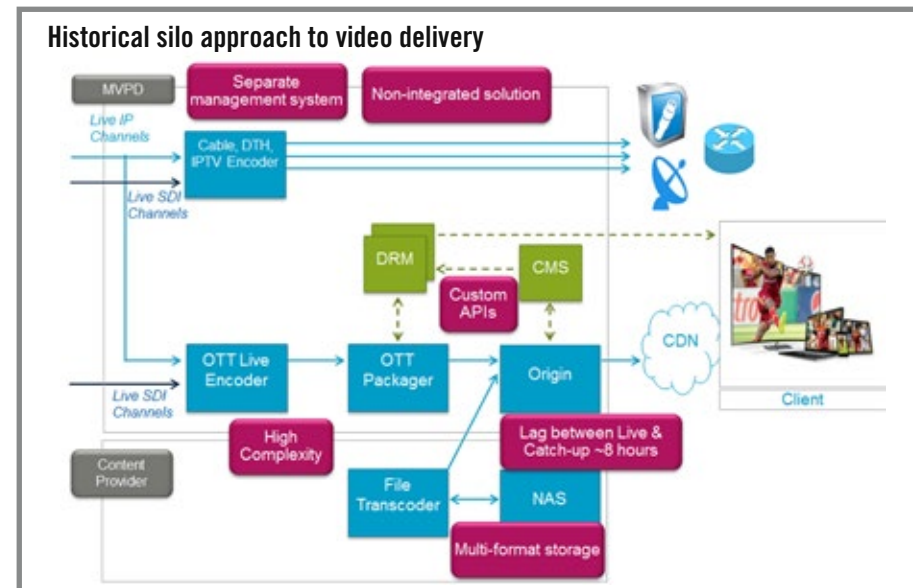 Historical silo approach to video delivery
MVPD
Separate
management system
Non-integrated solution
Live IP
Channels
Cable, DTH,
IPTV Encoder
Live SDI
Channels
DRM
CMS
Custom
APIs
OTT Live
Encoder
OTT
Packager
Origin
CDN
Client
Live SDI
Channels
High
Complexity
Lag between Live &
Catch-up ~8 hours
Content
Provider
File
Transcoder
NAS
Multi-format storage